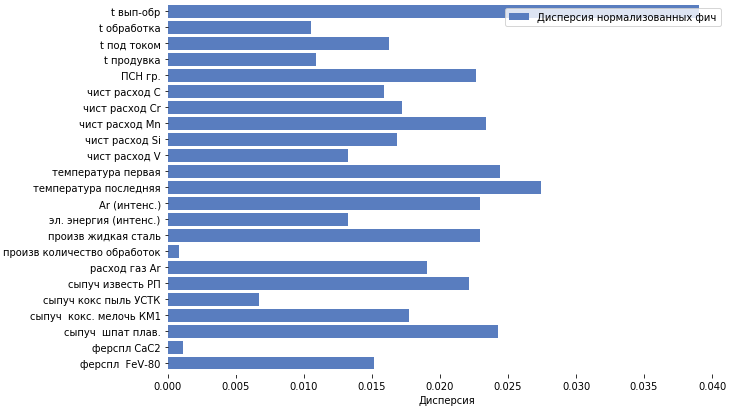 t вып-обр
Дисперсия нормализованных фич
t обработка
t под током
t продувка
ПСН гр.
чист расход C
чист расход Cr
чист расход Mn
чист расход Si
чист расход V
температура первая
температура последняя
Ar (интенс.)
эл. энергия (интенс.)
произв жидкая сталь
произв количество обработок
расход газ Ar
сыпуч известь РП
сыпуч кокс пыль УСТК
сыпуч  кокс. мелочь КМ1
сыпуч  шпат плав.
ферспл CaC2
ферспл  FeV-80
0.000 0.005 0.010 0.015 0.020 0.025 0.030 0.035 0.040
Дисперсия